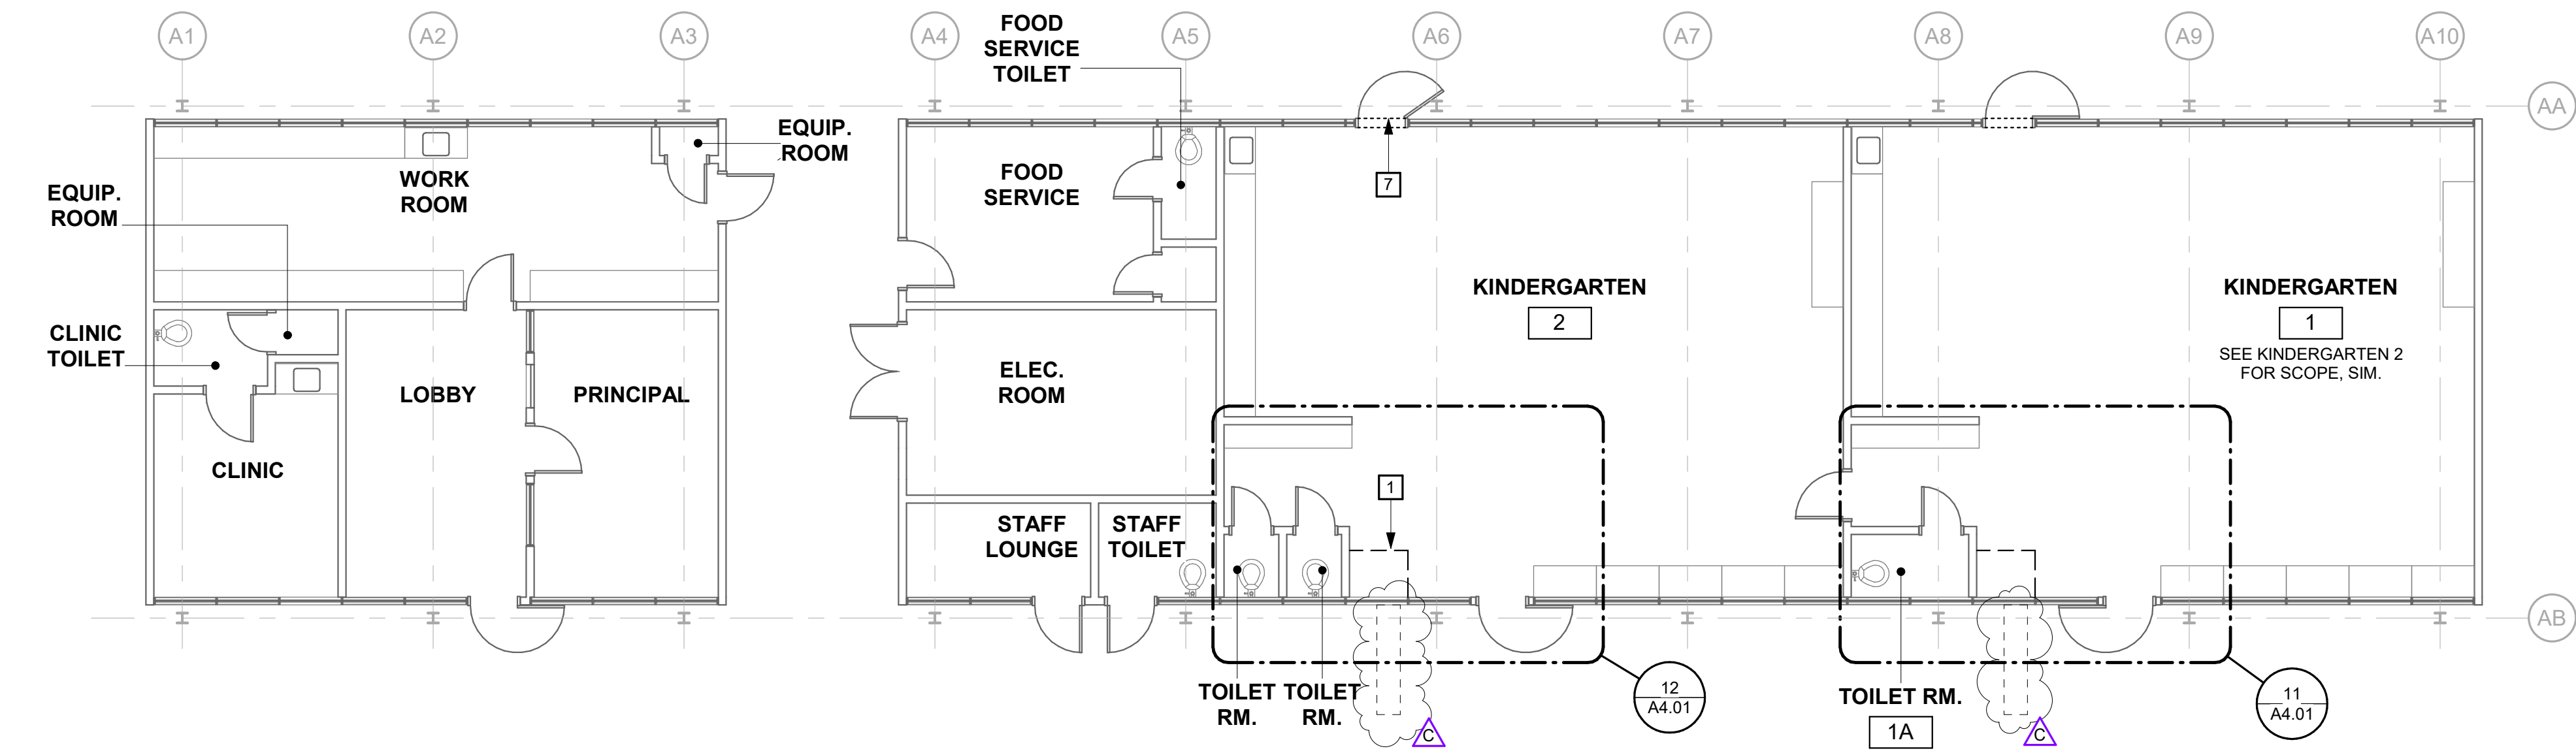 A1
A2
A3
A4
A5
A6
A7
A8
A9
A10
AA
FOOD
SERVICE
TOILET
EQUIP.
ROOM
WORK
ROOM
EQUIP.
ROOM
FOOD
SERVICE
7
KINDERGARTEN
2
KINDERGARTEN
1
SEE KINDERGARTEN 2
FOR SCOPE, SIM.
CLINIC
TOILET
LOBBY
PRINCIPAL
ELEC.
ROOM
CLINIC
1
STAFF
LOUNGE
STAFF
TOILET
AB
TOILET
RM.
TOILET
RM.
C
12
A4.01
TOILET RM.
1A
C
11
A4.01